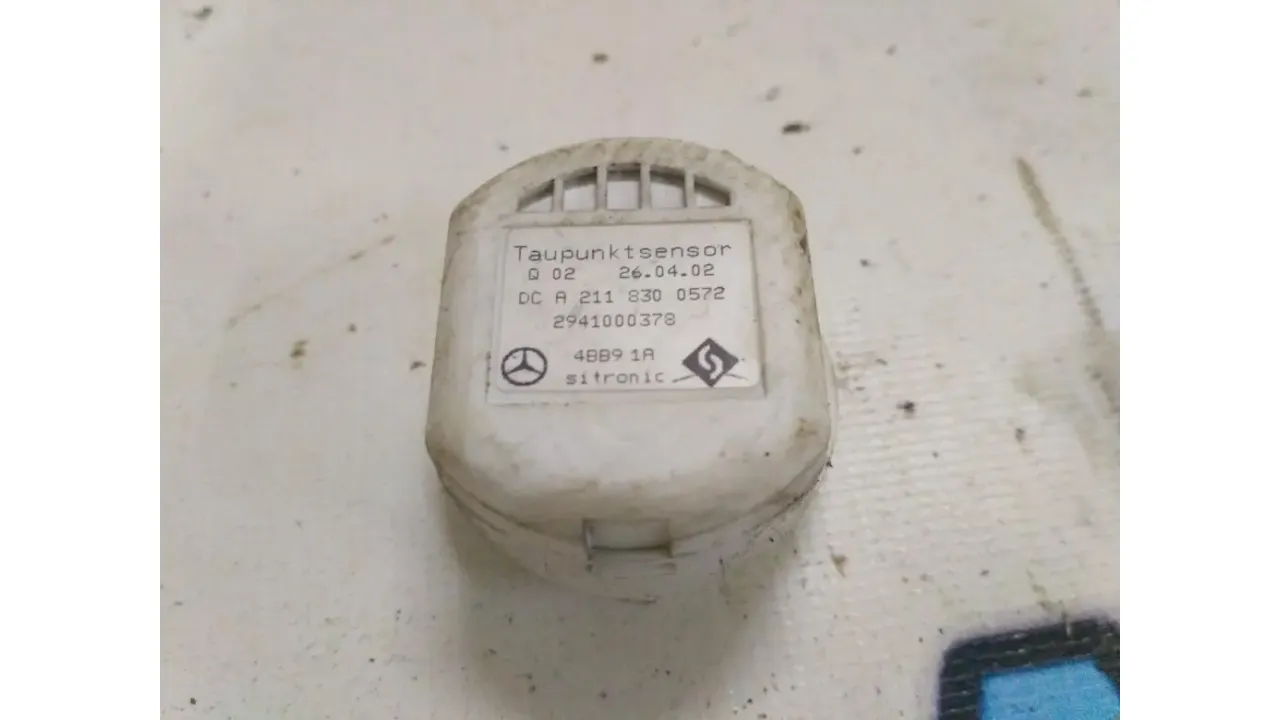 Taupunktsensor
Q 02 26.04.02
DC A 211 830 0572
2941000378
4BB9 1A
sitronic